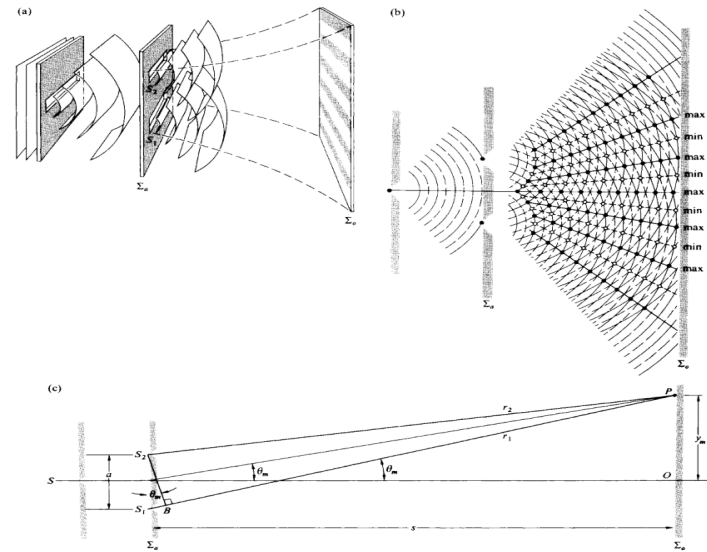 (a)
S₂
S₁
Σₐ
Σₒ
(b)
max
min
max
min
max
min
max
min
max
Σₐ
Σₒ
(c)
P
r₂
r₁
yₘ
S₂
a
θₘ
θₘ
S
O
θₘ
S₁
B
s
Σₐ
Σₒ